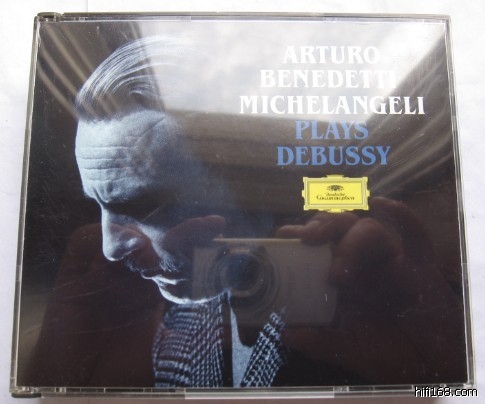 ARTURO
BENEDETTI
MICHELANGELI
PLAYS
DEBUSSY
Deutsche
Grammophon
hifi168.com